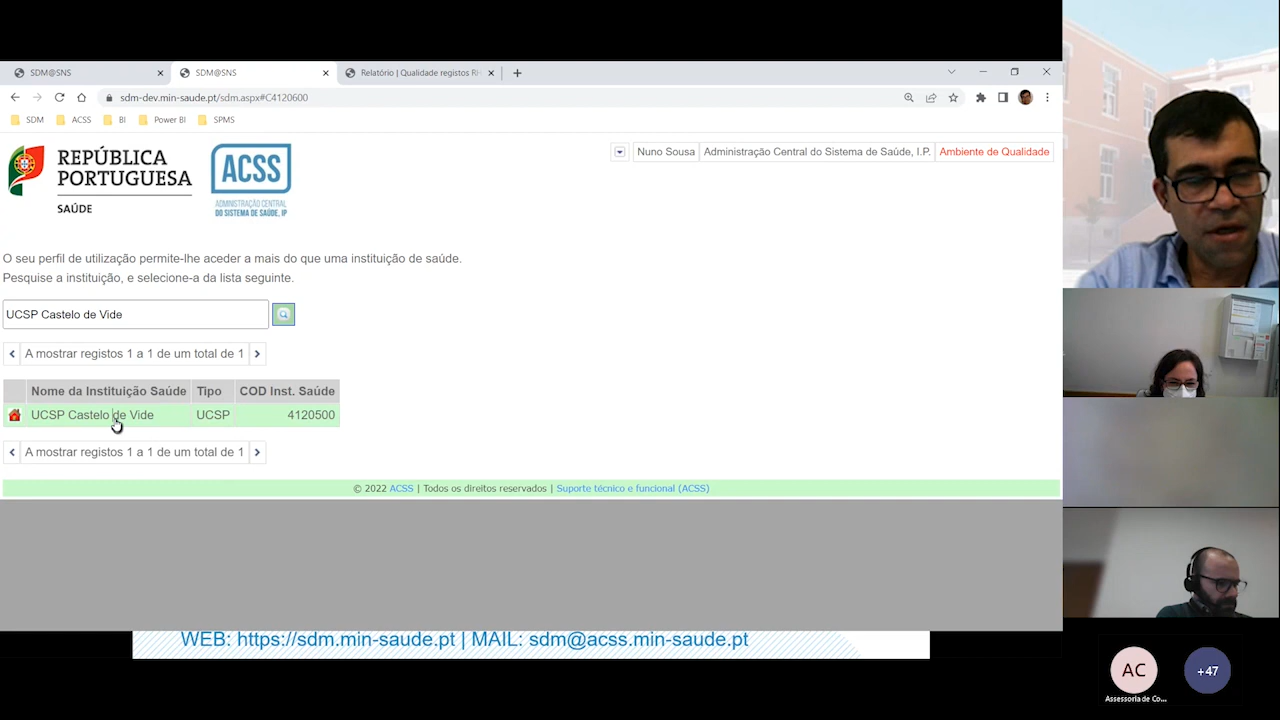 SDM@SNS
SDM@SNS
Relatório | Qualidade registos RH
sdm-dev.min-saude.pt/sdm.aspx#C4120600
SDM
ACSS
BI
Power BI
SPMS
REPÚBLICA
PORTUGUESA
SAÚDE
ACSS
ADMINISTRAÇÃO CENTRAL
DO SISTEMA DE SAÚDE, IP
Nuno Sousa
Administração Central do Sistema de Saúde, I.P.
Ambiente de Qualidade
O seu perfil de utilização permite-lhe aceder a mais do que uma instituição de saúde.
Pesquise a instituição, e selecione-a da lista seguinte.
UCSP Castelo de Vide
A mostrar registos 1 a 1 de um total de 1
Nome da Instituição Saúde Tipo COD Inst. Saúde
UCSP Castelo de Vide UCSP 4120500
A mostrar registos 1 a 1 de um total de 1
© 2022 ACSS | Todos os direitos reservados | Suporte técnico e funcional (ACSS)
WEB: https://sdm.min-saude.pt | MAIL: sdm@acss.min-saude.pt
AC
+47
Assessoria de Co...